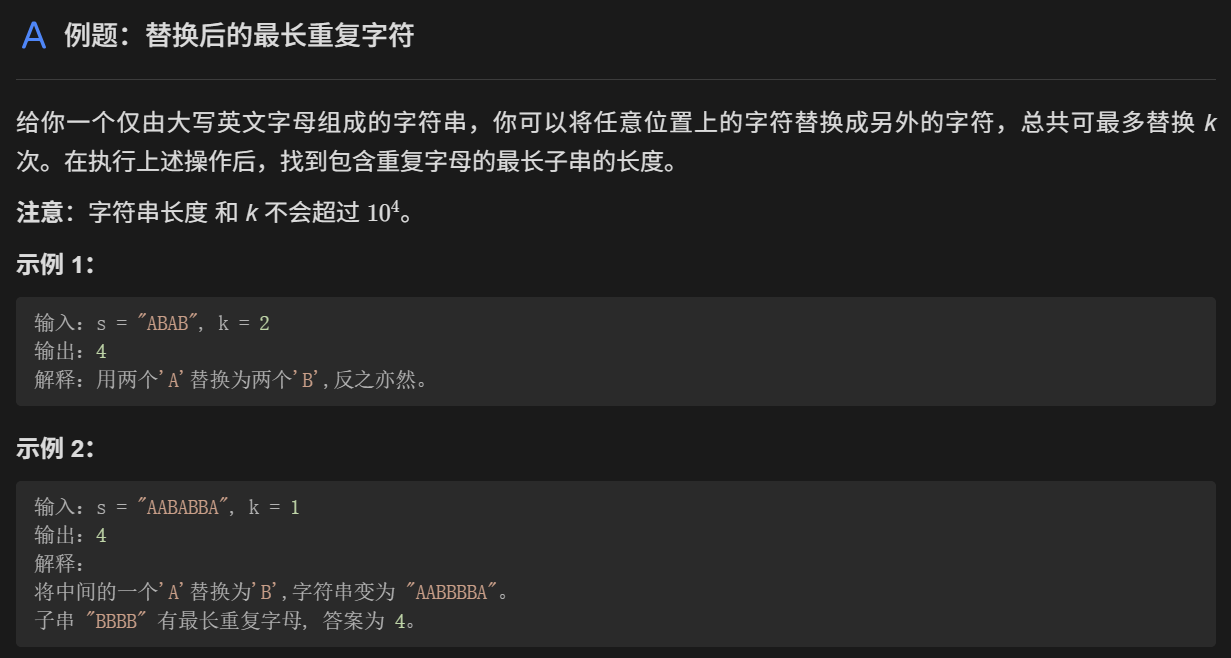 A 例题：替换后的最长重复字符
给你一个仅由大写英文字母组成的字符串，你可以将任意位置上的字符替换成另外的字符，总共可最多替换 k
次。在执行上述操作后，找到包含重复字母的最长子串的长度。
注意：字符串长度 和 k 不会超过 10⁴。
示例 1：
输入：s = "ABAB", k = 2
输出：4
解释：用两个'A'替换为两个'B',反之亦然。
示例 2：
输入：s = "AABABBA", k = 1
输出：4
解释：
将中间的一个'A'替换为'B',字符串变为 "AABBBBA"。
子串 "BBBB" 有最长重复字母, 答案为 4。